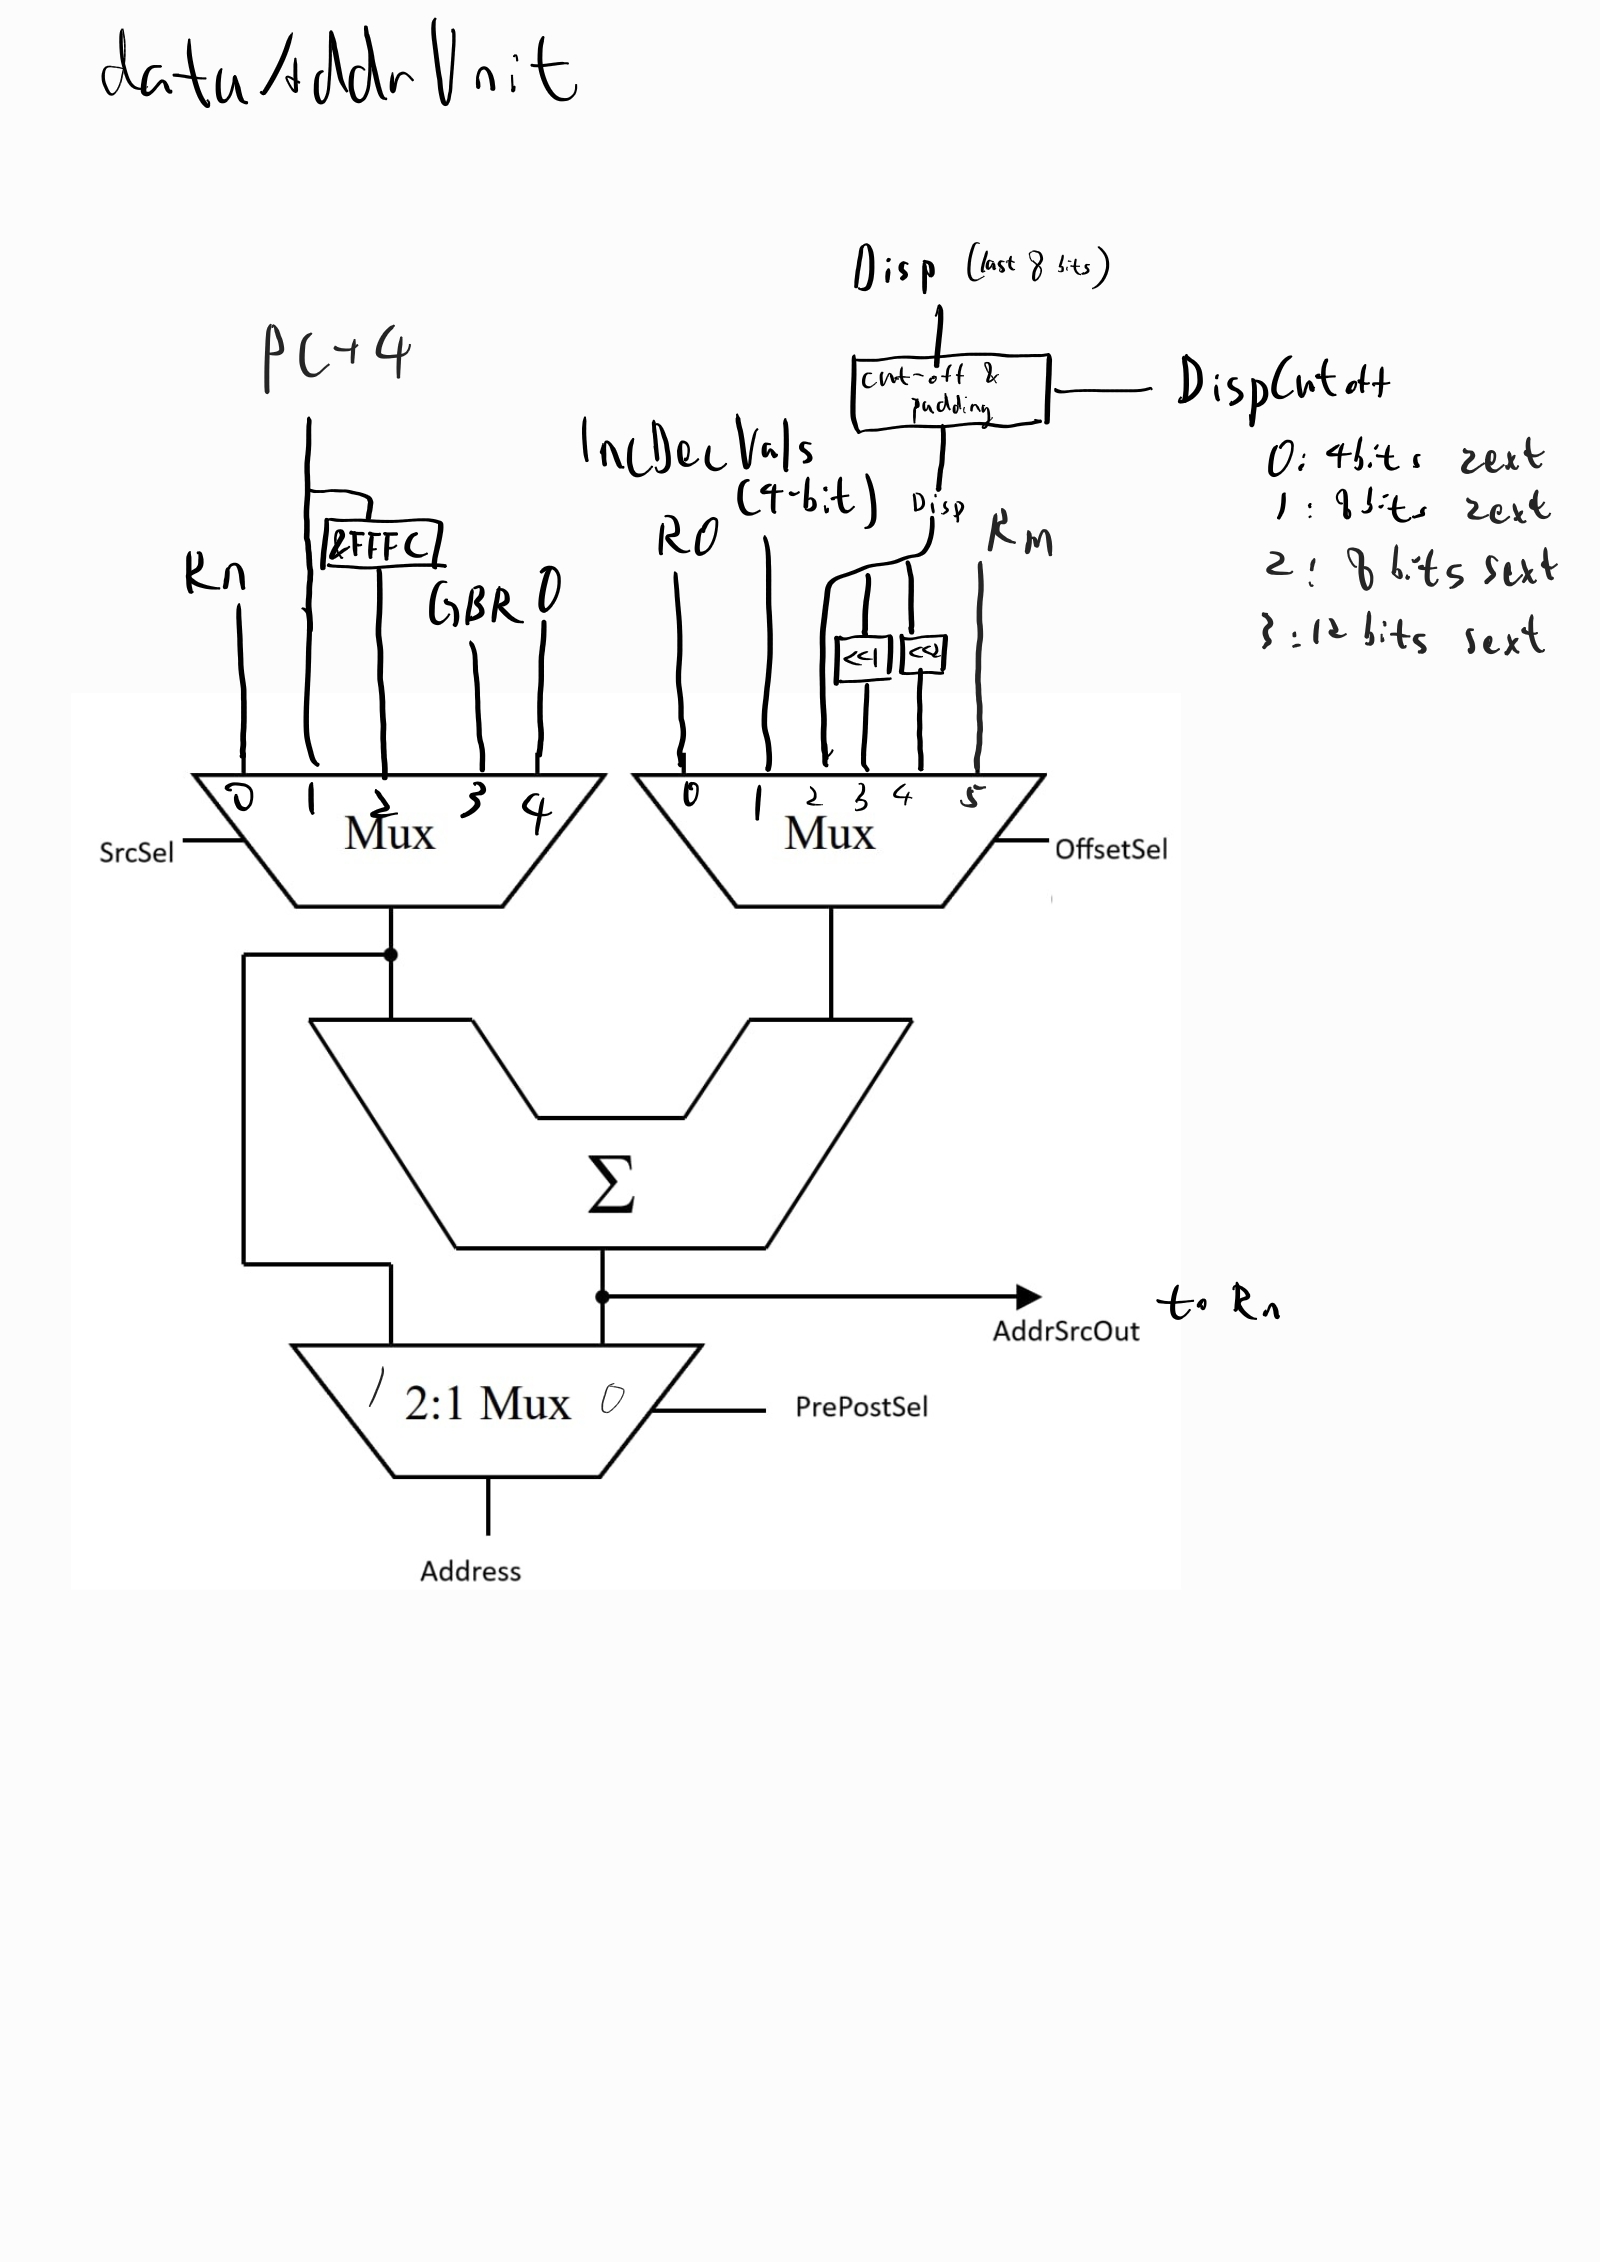 dataAddrUnit
Disp (last 8 bits)
PC+4
cut-off &
padding
DispCutoff
0: 4bits zext
1: 8bits zext
2: 8 bits sext
3: 12 bits sext
IncDecVals
(4-bit)
Disp
&FFFC
Rn
GBR
0
R0
Rm
<<1
<<2
0 1 2 3 4
0 1 2 3 4 5
Mux
Mux
SrcSel
OffsetSel
Σ
AddrSrcOut
to Rn
1 2:1 Mux 0
PrePostSel
Address